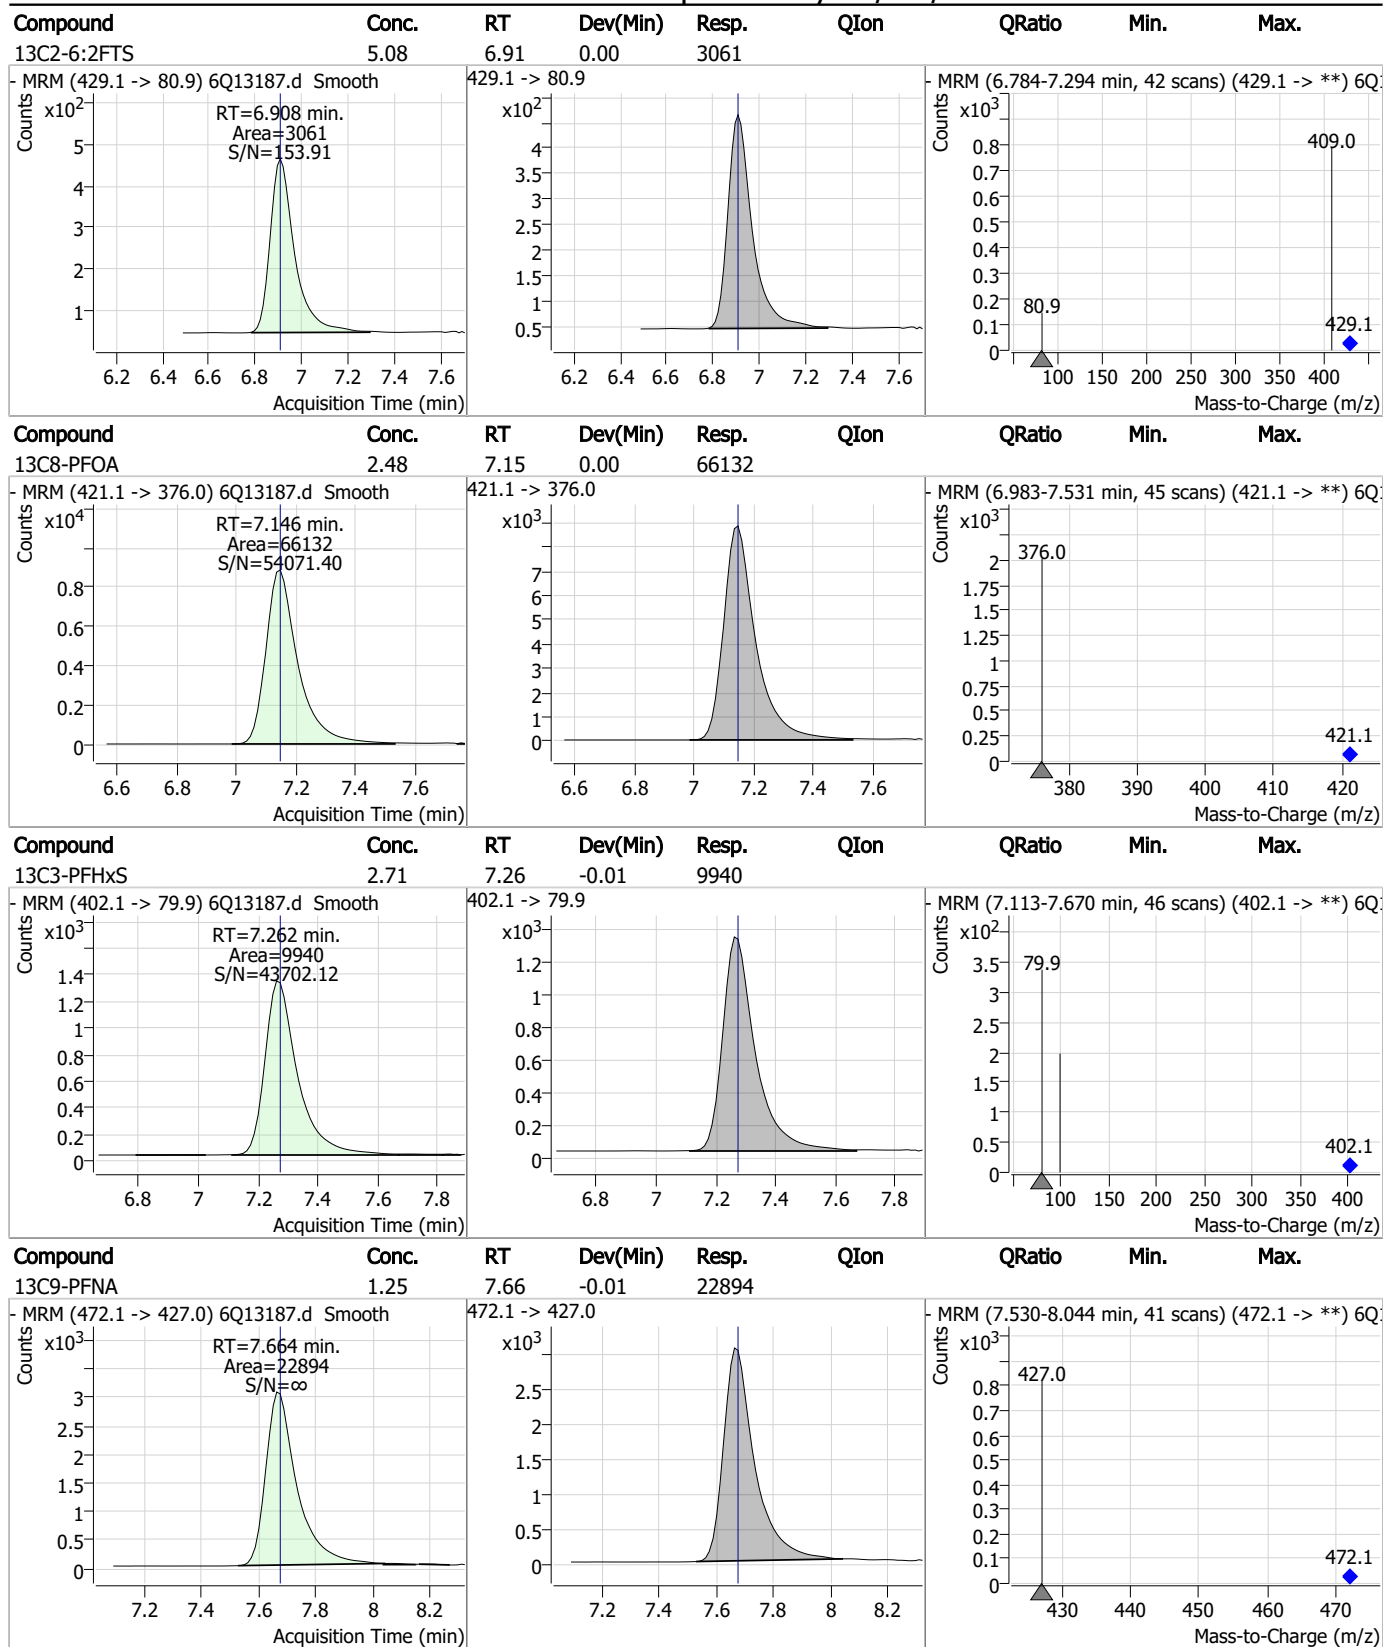 Compound Conc. RT Dev(Min) Resp. QIon QRatio Min. Max.
13C2-6:2FTS 5.08 6.91 0.00 3061
- MRM (429.1 -> 80.9) 6Q13187.d Smooth
Counts
x10²
RT=6.908 min.
Area=3061
S/N=153.91
5
4
3
2
1
6.2 6.4 6.6 6.8 7 7.2 7.4 7.6
Acquisition Time (min)
429.1 -> 80.9
x10²
4
3.5
3
2.5
2
1.5
1
0.5
6.2 6.4 6.6 6.8 7 7.2 7.4 7.6
- MRM (6.784-7.294 min, 42 scans) (429.1 -> **) 6Q1
Counts
x10³
0.8
0.7
0.6
0.5
0.4
0.3
0.2
0.1
0
409.0
80.9
429.1
100 150 200 250 300 350 400
Mass-to-Charge (m/z)
Compound Conc. RT Dev(Min) Resp. QIon QRatio Min. Max.
13C8-PFOA 2.48 7.15 0.00 66132
- MRM (421.1 -> 376.0) 6Q13187.d Smooth
Counts
x10⁴
RT=7.146 min.
Area=66132
S/N=54071.40
0.8
0.6
0.4
0.2
0
6.6 6.8 7 7.2 7.4 7.6
Acquisition Time (min)
421.1 -> 376.0
x10³
7
6
5
4
3
2
1
0
6.6 6.8 7 7.2 7.4 7.6
- MRM (6.983-7.531 min, 45 scans) (421.1 -> **) 6Q1
Counts
x10³
2
1.75
1.5
1.25
1
0.75
0.5
0.25
0
376.0
421.1
380 390 400 410 420
Mass-to-Charge (m/z)
Compound Conc. RT Dev(Min) Resp. QIon QRatio Min. Max.
13C3-PFHxS 2.71 7.26 -0.01 9940
- MRM (402.1 -> 79.9) 6Q13187.d Smooth
Counts
x10³
RT=7.262 min.
Area=9940
S/N=43702.12
1.4
1.2
1
0.8
0.6
0.4
0.2
0
6.8 7 7.2 7.4 7.6 7.8
Acquisition Time (min)
402.1 -> 79.9
x10³
1.2
1
0.8
0.6
0.4
0.2
0
6.8 7 7.2 7.4 7.6 7.8
- MRM (7.113-7.670 min, 46 scans) (402.1 -> **) 6Q1
Counts
x10²
3.5
3
2.5
2
1.5
1
0.5
0
79.9
402.1
100 150 200 250 300 350 400
Mass-to-Charge (m/z)
Compound Conc. RT Dev(Min) Resp. QIon QRatio Min. Max.
13C9-PFNA 1.25 7.66 -0.01 22894
- MRM (472.1 -> 427.0) 6Q13187.d Smooth
Counts
x10³
RT=7.664 min.
Area=22894
S/N=∞
3
2.5
2
1.5
1
0.5
0
7.2 7.4 7.6 7.8 8 8.2
Acquisition Time (min)
472.1 -> 427.0
x10³
2.5
2
1.5
1
0.5
0
7.2 7.4 7.6 7.8 8 8.2
- MRM (7.530-8.044 min, 41 scans) (472.1 -> **) 6Q1
Counts
x10³
0.8
0.7
0.6
0.5
0.4
0.3
0.2
0.1
0
427.0
472.1
430 440 450 460 470
Mass-to-Charge (m/z)